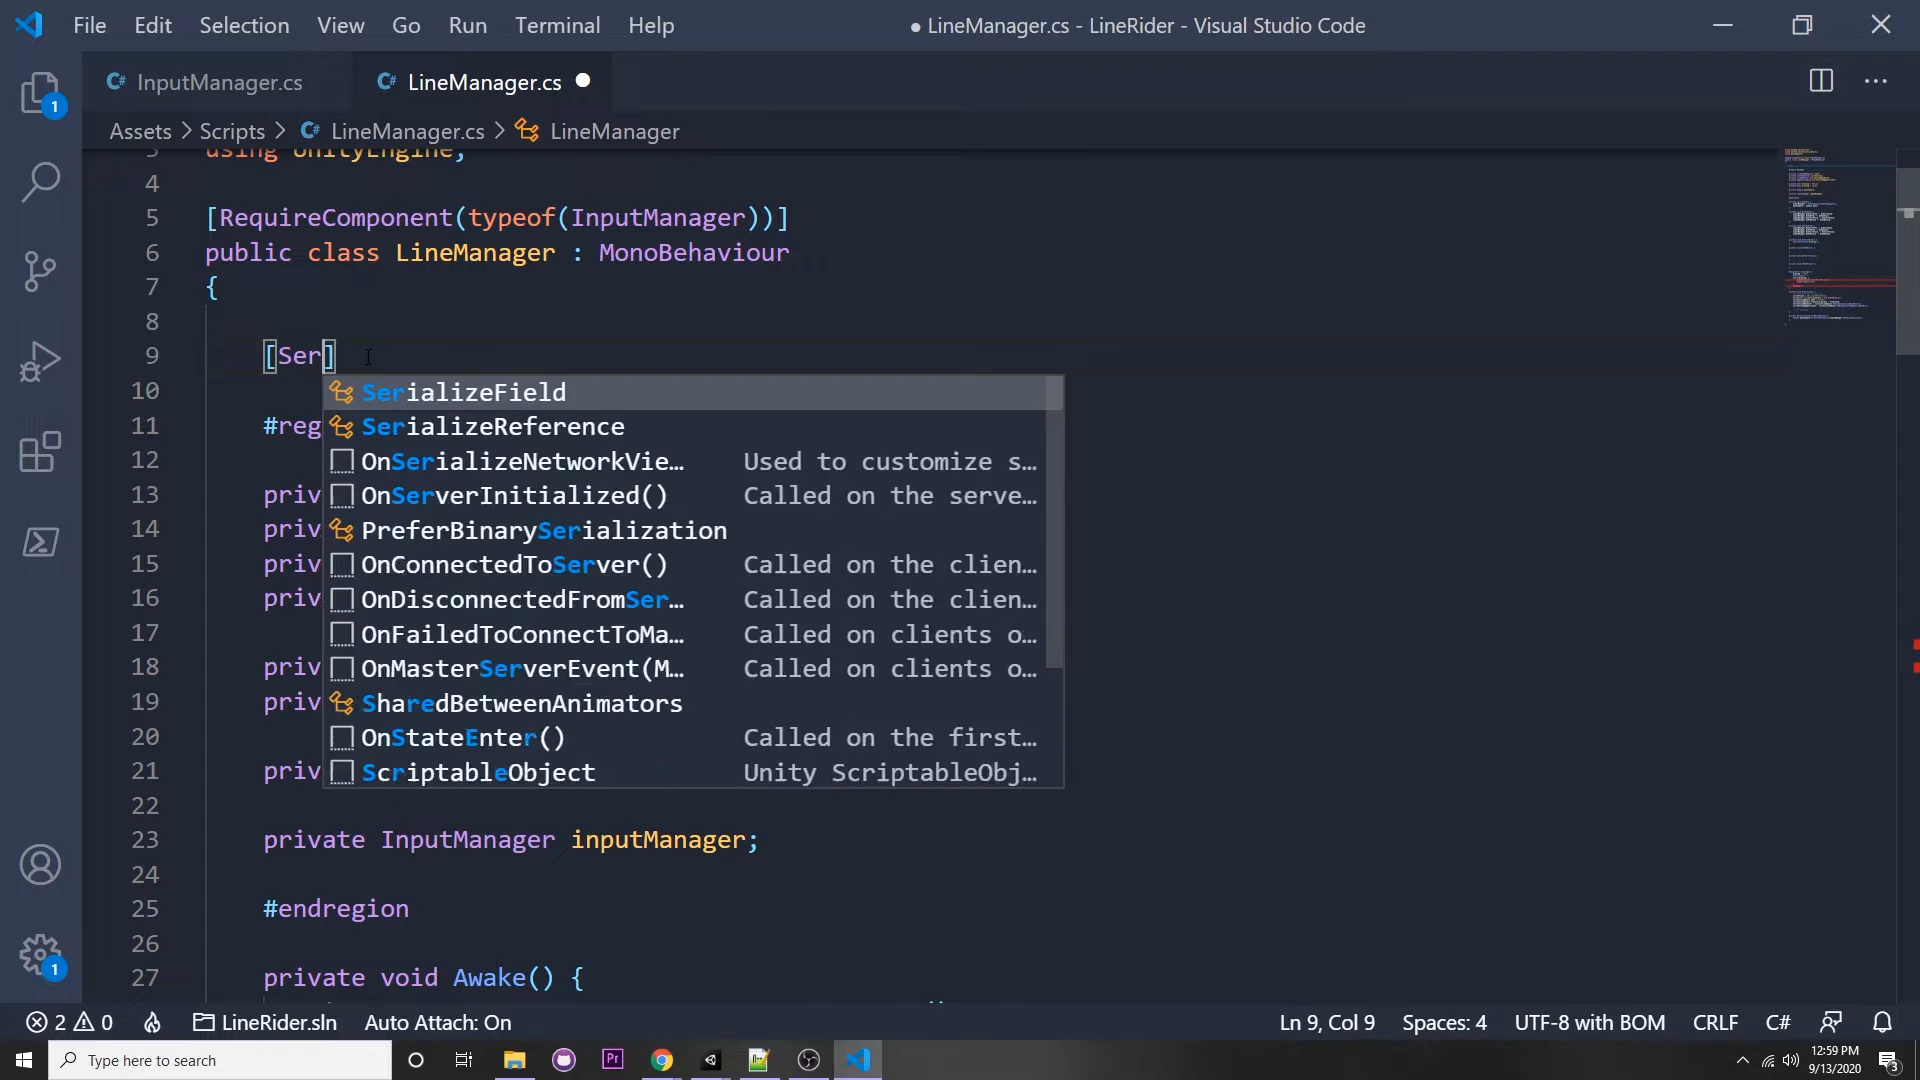 File Edit Selection View Go Run Terminal Help
● LineManager.cs - LineRider - Visual Studio Code
InputManager.cs
LineManager.cs
Assets > Scripts > LineManager.cs > LineManager
3 using UnityEngine;
4
5 [RequireComponent(typeof(InputManager))]
6 public class LineManager : MonoBehaviour
7 {
8
9 [Ser]
SerializeField
10
SerializeReference
11 #reg
OnSerializeNetworkVie… Used to customize s…
12
OnServerInitialized() Called on the serve…
13 priv
PreferBinarySerialization
14 priv
OnConnectedToServer() Called on the clien…
15 priv
OnDisconnectedFromSer… Called on the clien…
16 priv
OnFailedToConnectToMa… Called on clients o…
17
OnMasterServerEvent(M… Called on clients o…
18 priv
SharedBetweenAnimators
19 priv
OnStateEnter() Called on the first…
20
ScriptableObject Unity ScriptableObj…
21 priv
22
23 private InputManager inputManager;
24
25 #endregion
26
27 private void Awake() {
1
1
2 0 LineRider.sln Auto Attach: On
Ln 9, Col 9 Spaces: 4 UTF-8 with BOM CRLF C#
Type here to search
Pr
12:59 PM
9/13/2020
3